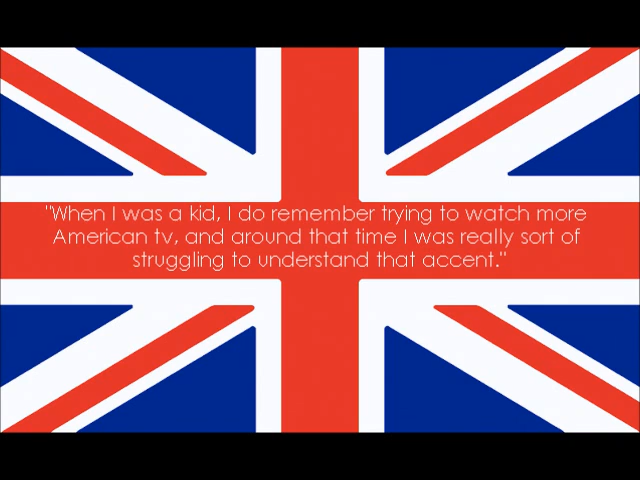 "When I was a kid, I do remember trying to watch more
American tv, and around that time I was really sort of
struggling to understand that accent."